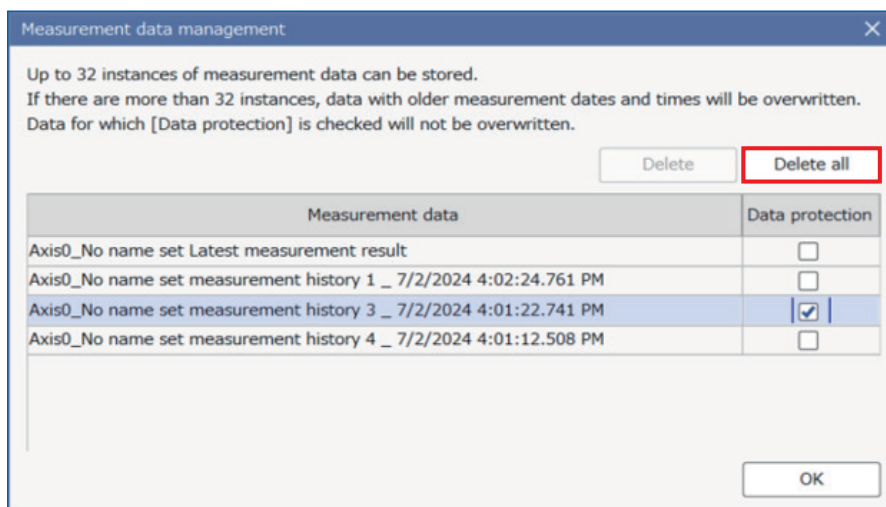 Measurement data management
Up to 32 instances of measurement data can be stored.
If there are more than 32 instances, data with older measurement dates and times will be overwritten.
Data for which [Data protection] is checked will not be overwritten.
Delete Delete all
Measurement data Data protection
Axis0_No name set Latest measurement result
Axis0_No name set measurement history 1 _ 7/2/2024 4:02:24.761 PM
Axis0_No name set measurement history 3 _ 7/2/2024 4:01:22.741 PM
Axis0_No name set measurement history 4 _ 7/2/2024 4:01:12.508 PM
OK